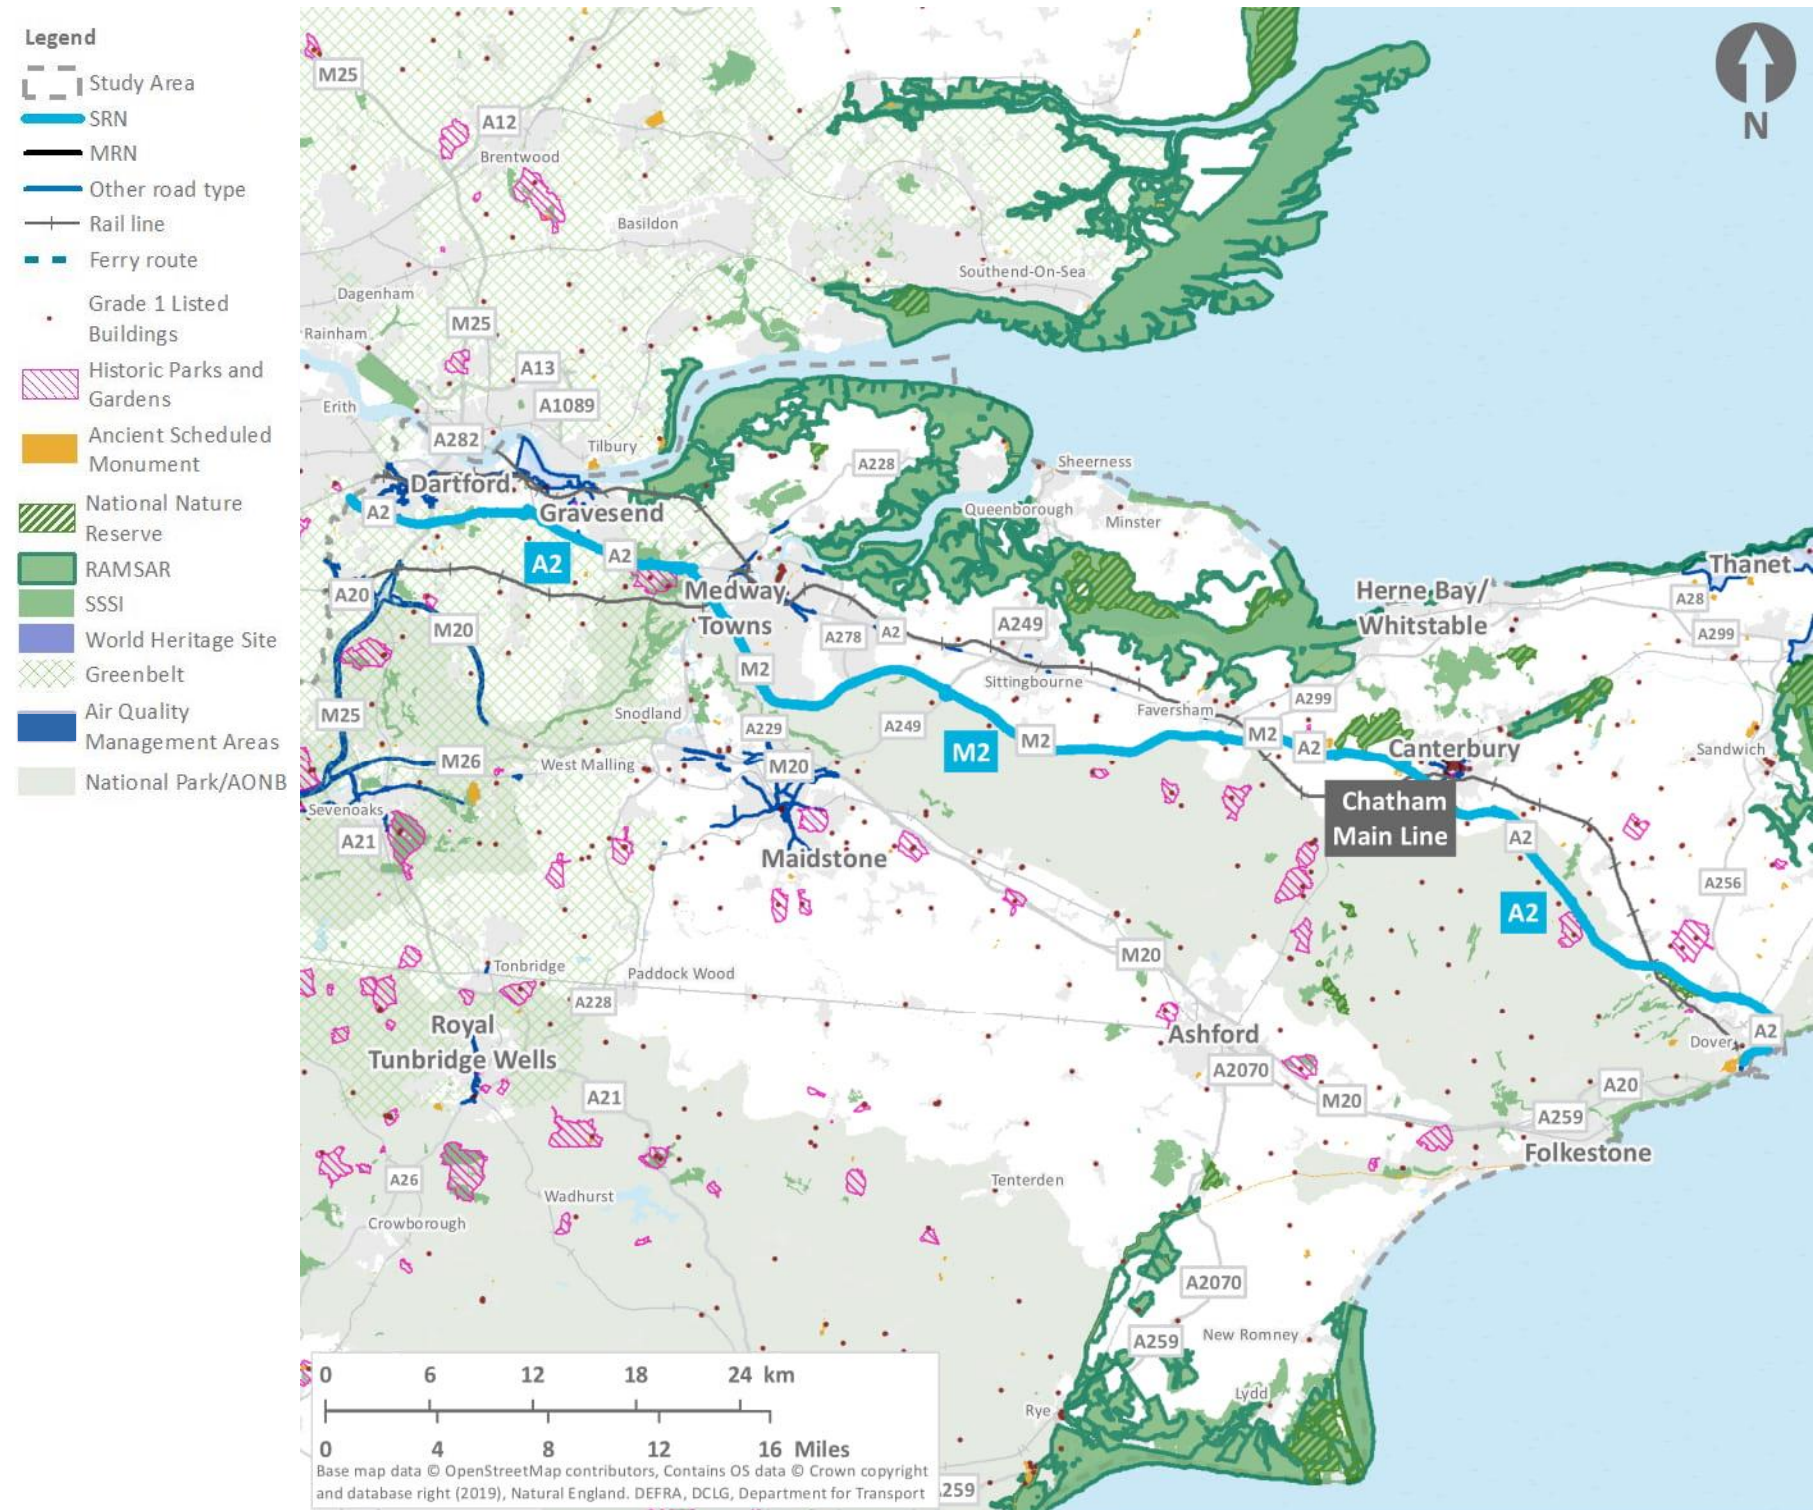 Legend
Study Area
SRN
MRN
Other road type
Rail line
Ferry route
Grade 1 Listed
Buildings
Historic Parks and
Gardens
Ancient Scheduled
Monument
National Nature
Reserve
RAMSAR
SSSI
World Heritage Site
Greenbelt
Air Quality
Management Areas
National Park/AONB
N
M25
A12
Brentwood
Basildon
Southend-On-Sea
Dagenham
Rainham
M25
A13
Erith
A1089
A282
Tilbury
A228
Sheerness
Dartford
A2
Gravesend
Queenborough
Minster
A2
A2
Thanet
A20
Medway
Towns
Herne Bay/
Whitstable
A28
M20
A278
A2
A249
A299
M2
Sittingbourne
A299
Snodland
Faversham
M25
A229
A249
M2
M2
M2
A2
Canterbury
Sandwich
M26
West Malling
M20
Sevenoaks
Chatham
Main Line
A21
A2
Maidstone
A256
A2
M20
Tonbridge
Paddock Wood
A228
Royal
Tunbridge Wells
Ashford
A2
Dover
A2070
A20
A21
M20
A259
Folkestone
A26
Tenterden
Wadhurst
Crowborough
A2070
A259
New Romney
Lydd
Rye
0 6 12 18 24 km
0 4 8 12 16 Miles
Base map data © OpenStreetMap contributors, Contains OS data © Crown copyright
and database right (2019), Natural England. DEFRA, DCLG, Department for Transport
259